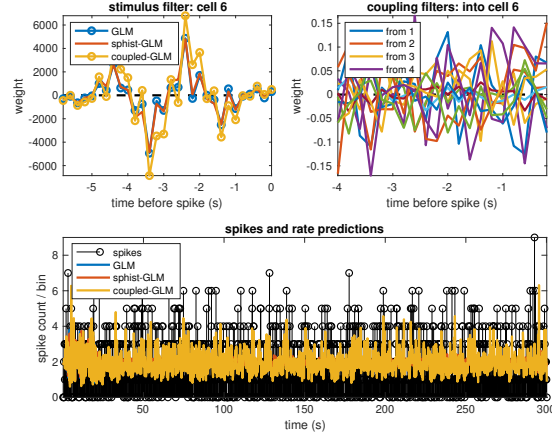 stimulus filter: cell 6
6000
4000
2000
0
-2000
-4000
-6000
weight
GLM
sphist-GLM
coupled-GLM
-5
-4
-3
-2
-1
0
time before spike (s)
coupling filters: into cell 6
0.15
0.1
0.05
0
-0.05
-0.1
-0.15
weight
from 1
from 2
from 3
from 4
-4
-3
-2
-1
time before spike (s)
spikes and rate predictions
8
6
4
2
0
spike count / bin
spikes
GLM
sphist-GLM
coupled-GLM
50
100
150
200
250
300
time (s)